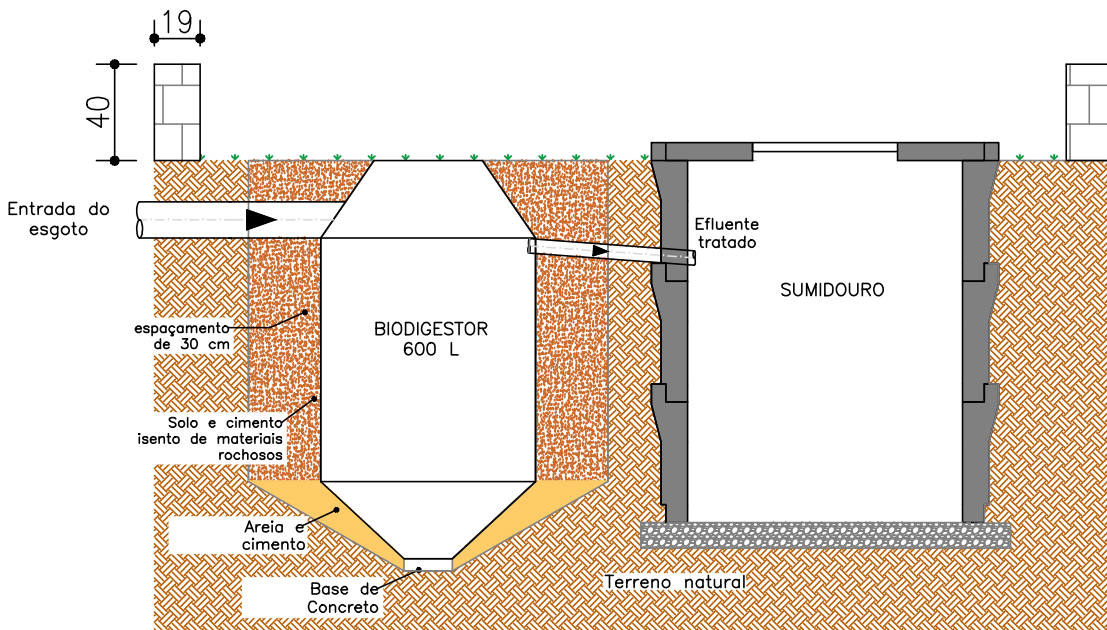 19
40
Entrada do
esgoto
Efluente
tratado
SUMIDOURO
espaçamento
de 30 cm
BIODIGESTOR
600 L
Solo e cimento
isento de materiais
rochosos
Areia e
cimento
Base de
Concreto
Terreno natural